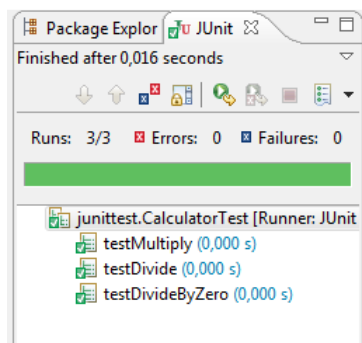 Package Explor JUnit
Finished after 0,016 seconds
Runs: 3/3 Errors: 0 Failures: 0
junittest.CalculatorTest [Runner: JUnit
testMultiply (0,000 s)
testDivide (0,000 s)
testDivideByZero (0,000 s)